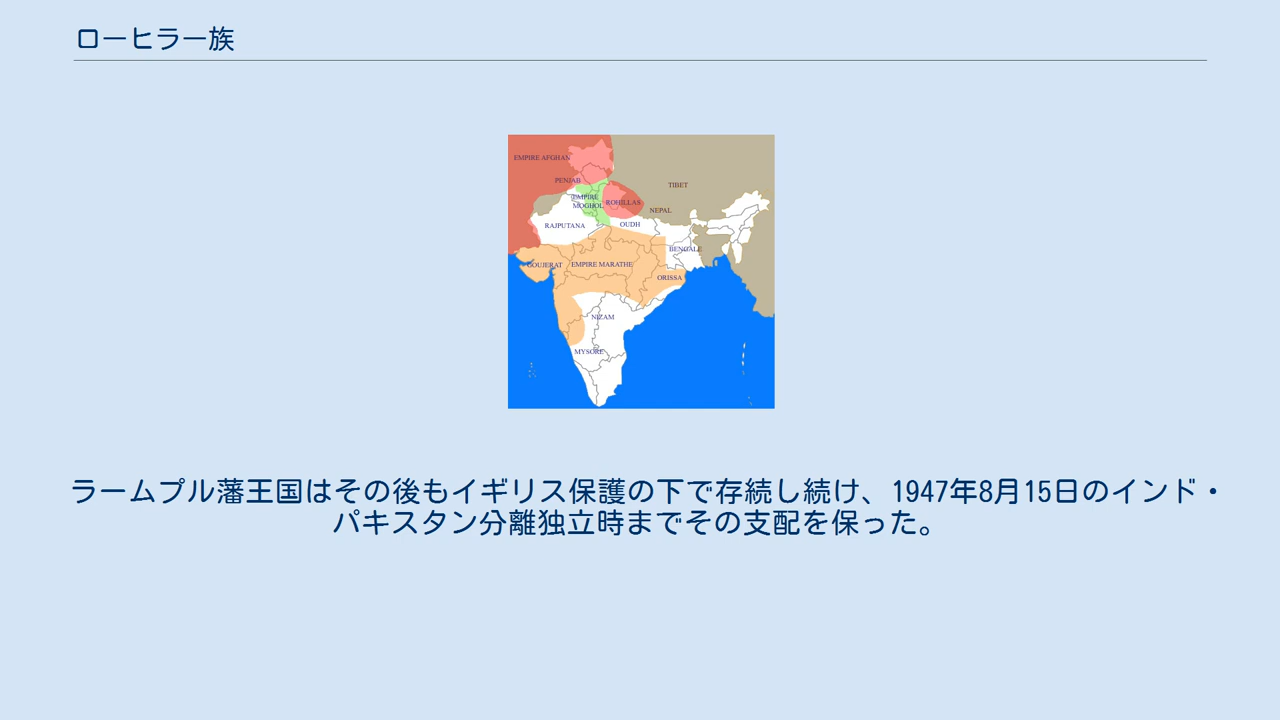 ローヒラー族
EMPIRE AFGHAN
PENJAB
TIBET
EMPIRE
MOGHOL
ROHILLAS
NEPAL
RAJPUTANA
OUDH
BENGALE
GOUJERAT
EMPIRE MARATHE
ORISSA
NIZAM
MYSORE
ラームプル藩王国はその後もイギリス保護の下で存続し続け、1947年8月15日のインド・
パキスタン分離独立時までその支配を保った。